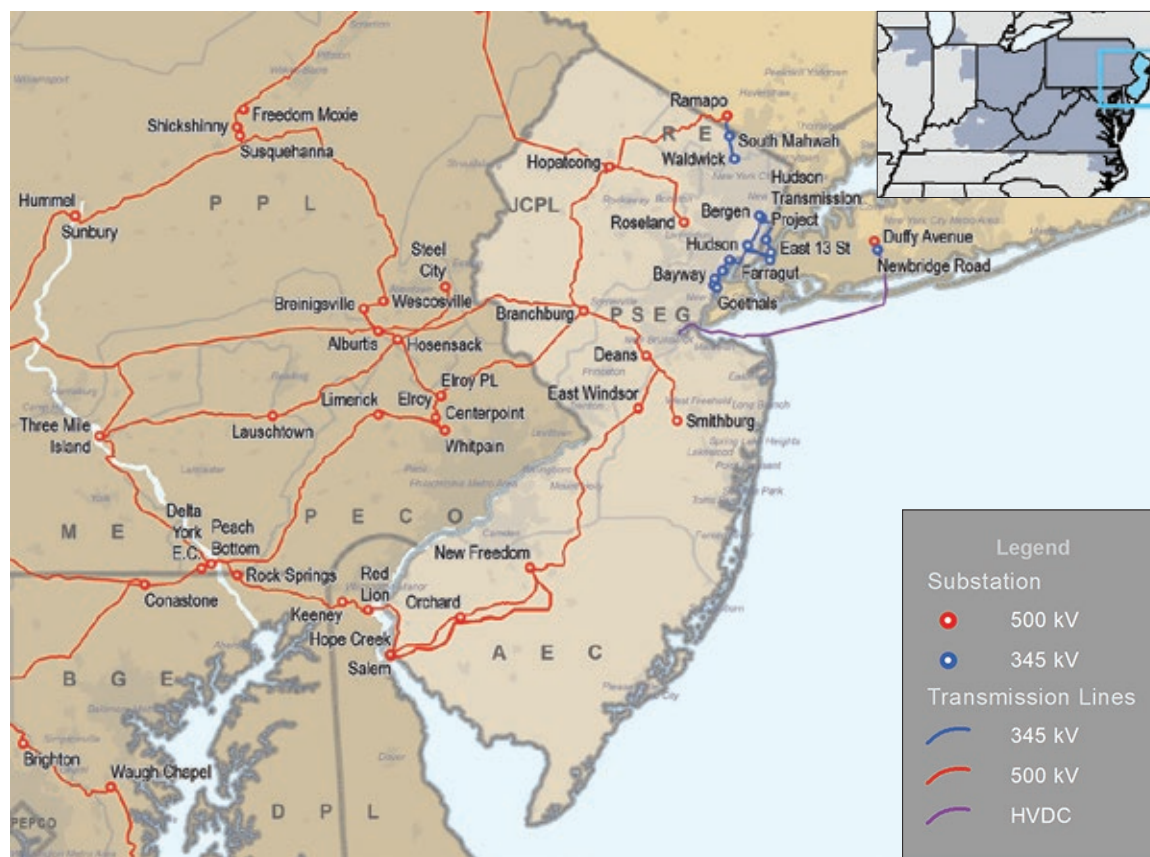 Freedom Moxie
Shickshinny
Susquehanna
Ramapo
R E
South Mahwah
Waldwick
Hopatcong
Hudson
Transmission
Project
Hummel
Sunbury
P P L
JCPL
Bergen
Roseland
Steel
City
Hudson
East 13 St
Duffy Avenue
Bayway
Farragut
Newbridge Road
Goethals
Breinigsville
Wescosville
Branchburg
P S E G
Alburtis
Hosensack
Deans
Elroy PL
East Windsor
Limerick
Elroy
Centerpoint
Smithburg
Three Mile
Island
Lauschtown
Whitpain
Delta
York
E.C.
Peach
Bottom
M E
P E C O
New Freedom
Rock Springs
Red
Lion
Conastone
Keeney
Orchard
Hope Creek
Salem
A E C
B G E
Brighton
Waugh Chapel
D P L
PEPCO
Legend
Substation
500 kV
345 kV
Transmission Lines
345 kV
500 kV
HVDC